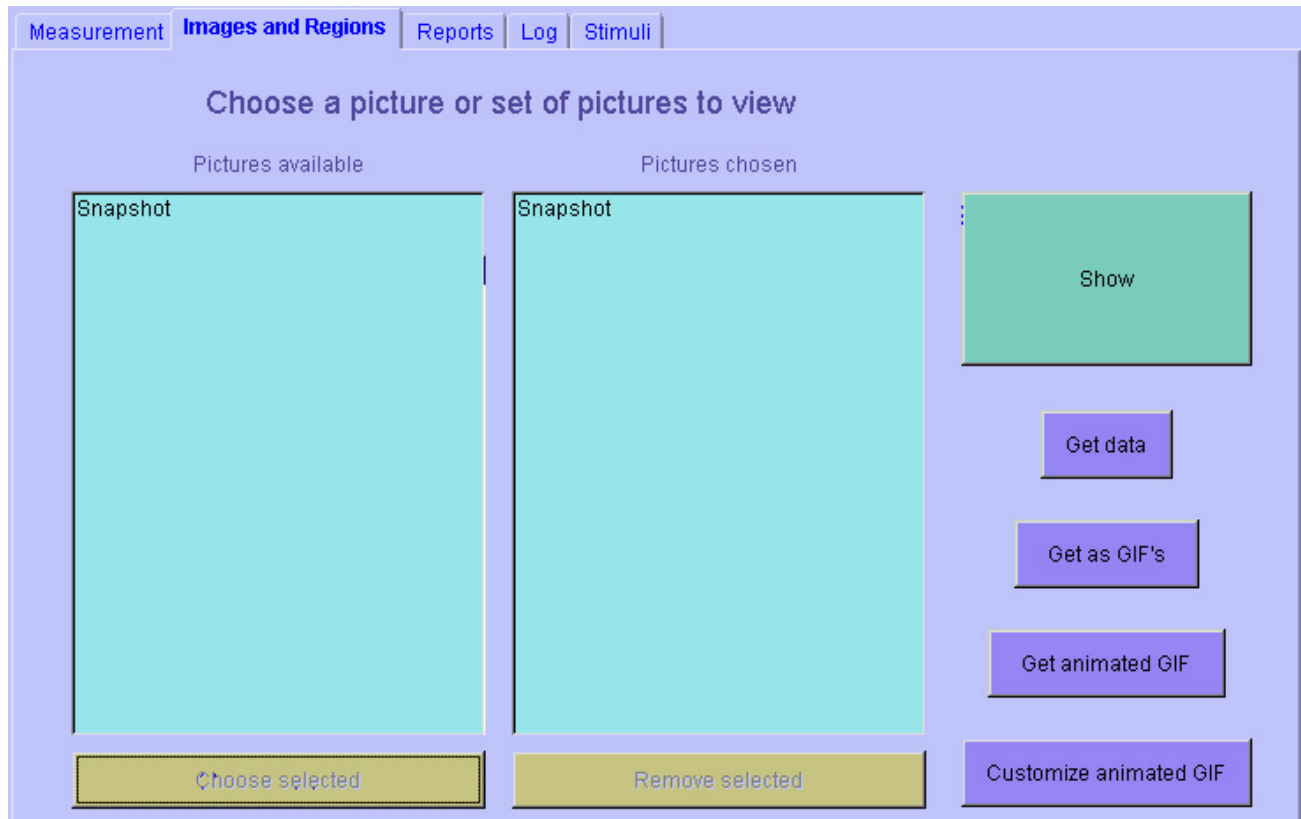 Measurement Images and Regions Reports Log Stimuli
Choose a picture or set of pictures to view
Pictures available Pictures chosen
Snapshot Snapshot
Show
Get data
Get as GIF's
Get animated GIF
Choose selected Remove selected Customize animated GIF